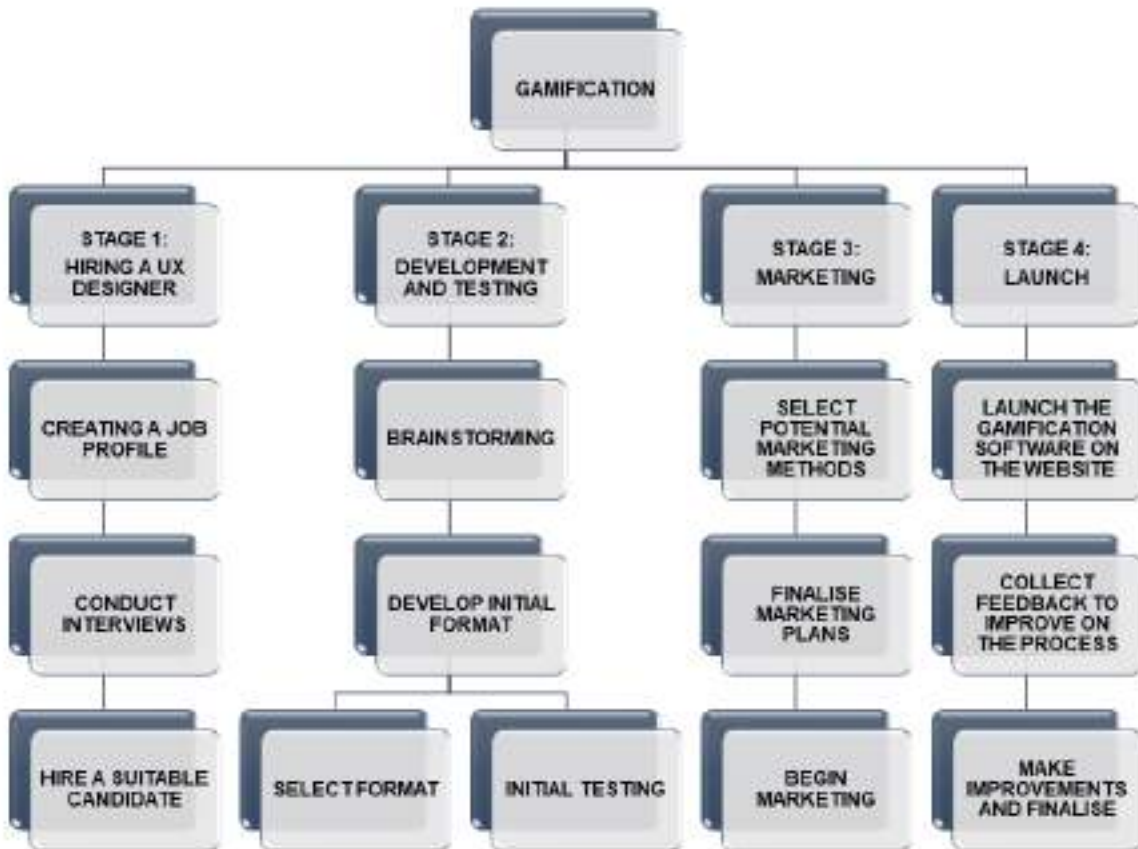 GAMIFICATION
STAGE 1:
HIRING A UX
DESIGNER
STAGE 2:
DEVELOPMENT
AND TESTING
STAGE 3:
MARKETING
STAGE 4:
LAUNCH
CREATING A JOB
PROFILE
BRAINSTORMING
SELECT
POTENTIAL
MARKETING
METHODS
LAUNCH THE
GAMIFICATION
SOFTWARE ON
THE WEBSITE
CONDUCT
INTERVIEWS
DEVELOP INITIAL
FORMAT
FINALISE
MARKETING
PLANS
COLLECT
FEEDBACK TO
IMPROVE ON
THE PROCESS
HIRE A SUITABLE
CANDIDATE
SELECT FORMAT
INITIAL TESTING
BEGIN
MARKETING
MAKE
IMPROVEMENTS
AND FINALISE